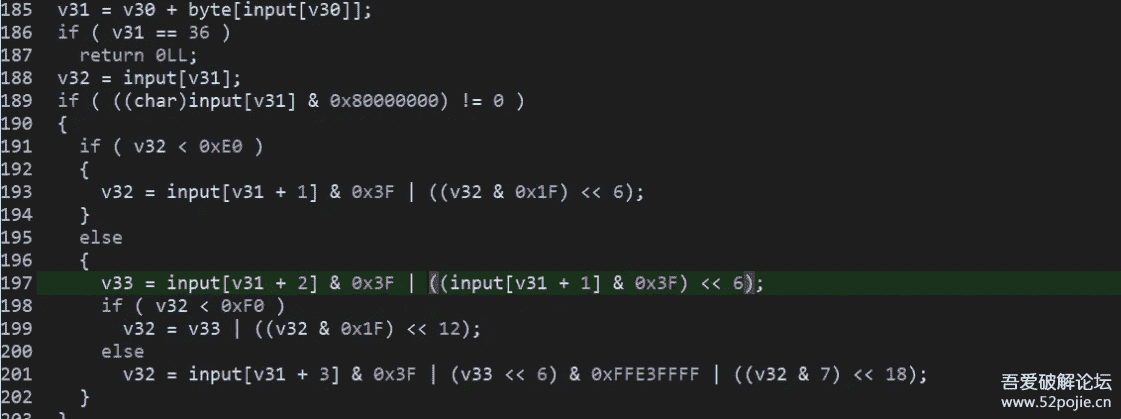 185 v31 = v30 + byte[input[v30]];
186 if ( v31 == 36 )
187 return 0LL;
188 v32 = input[v31];
189 if ( ((char)input[v31] & 0x80000000) != 0 )
190 {
191 if ( v32 < 0xE0 )
192 {
193 v32 = input[v31 + 1] & 0x3F | ((v32 & 0x1F) << 6);
194 }
195 else
196 {
197 v33 = input[v31 + 2] & 0x3F | ((input[v31 + 1] & 0x3F) << 6);
198 if ( v32 < 0xF0 )
199 v32 = v33 | ((v32 & 0x1F) << 12);
200 else
201 v32 = input[v31 + 3] & 0x3F | (v33 << 6) & 0xFFE3FFFF | ((v32 & 7) << 18);
202 }
203 }
吾爱破解论坛
www.52pojie.cn